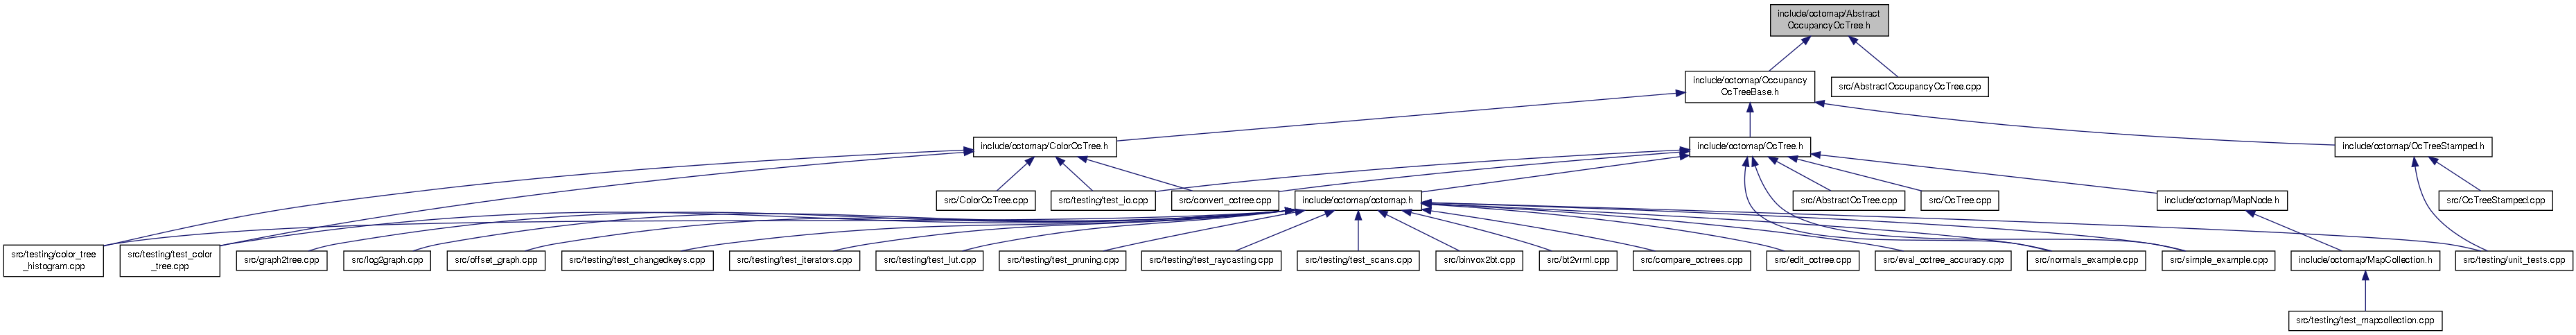 include/octomap/Abstract
OccupancyOcTree.h
include/octomap/Occupancy
OcTreeBase.h
src/AbstractOccupancyOcTree.cpp
include/octomap/ColorOcTree.h
include/octomap/OcTree.h
include/octomap/OcTreeStamped.h
src/ColorOcTree.cpp
src/testing/test_io.cpp
src/convert_octree.cpp
include/octomap/octomap.h
src/AbstractOcTree.cpp
src/OcTree.cpp
include/octomap/MapNode.h
src/OcTreeStamped.cpp
src/testing/color_tree
_histogram.cpp
src/testing/test_color
_tree.cpp
src/graph2tree.cpp
src/log2graph.cpp
src/offset_graph.cpp
src/testing/test_changedkeys.cpp
src/testing/test_iterators.cpp
src/testing/test_lut.cpp
src/testing/test_pruning.cpp
src/testing/test_raycasting.cpp
src/testing/test_scans.cpp
src/binvox2bt.cpp
src/bt2vrml.cpp
src/compare_octrees.cpp
src/edit_octree.cpp
src/eval_octree_accuracy.cpp
src/normals_example.cpp
src/simple_example.cpp
include/octomap/MapCollection.h
src/testing/unit_tests.cpp
src/testing/test_mapcollection.cpp